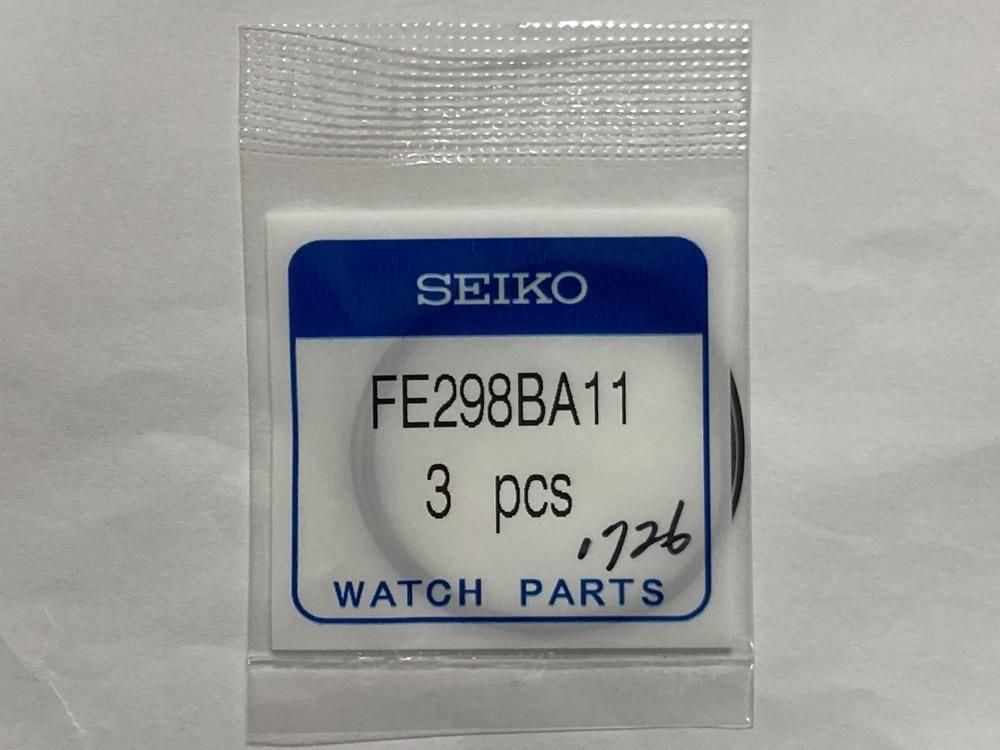 SEIKO
FE298BA11
3 pcs
.726
WATCH PARTS